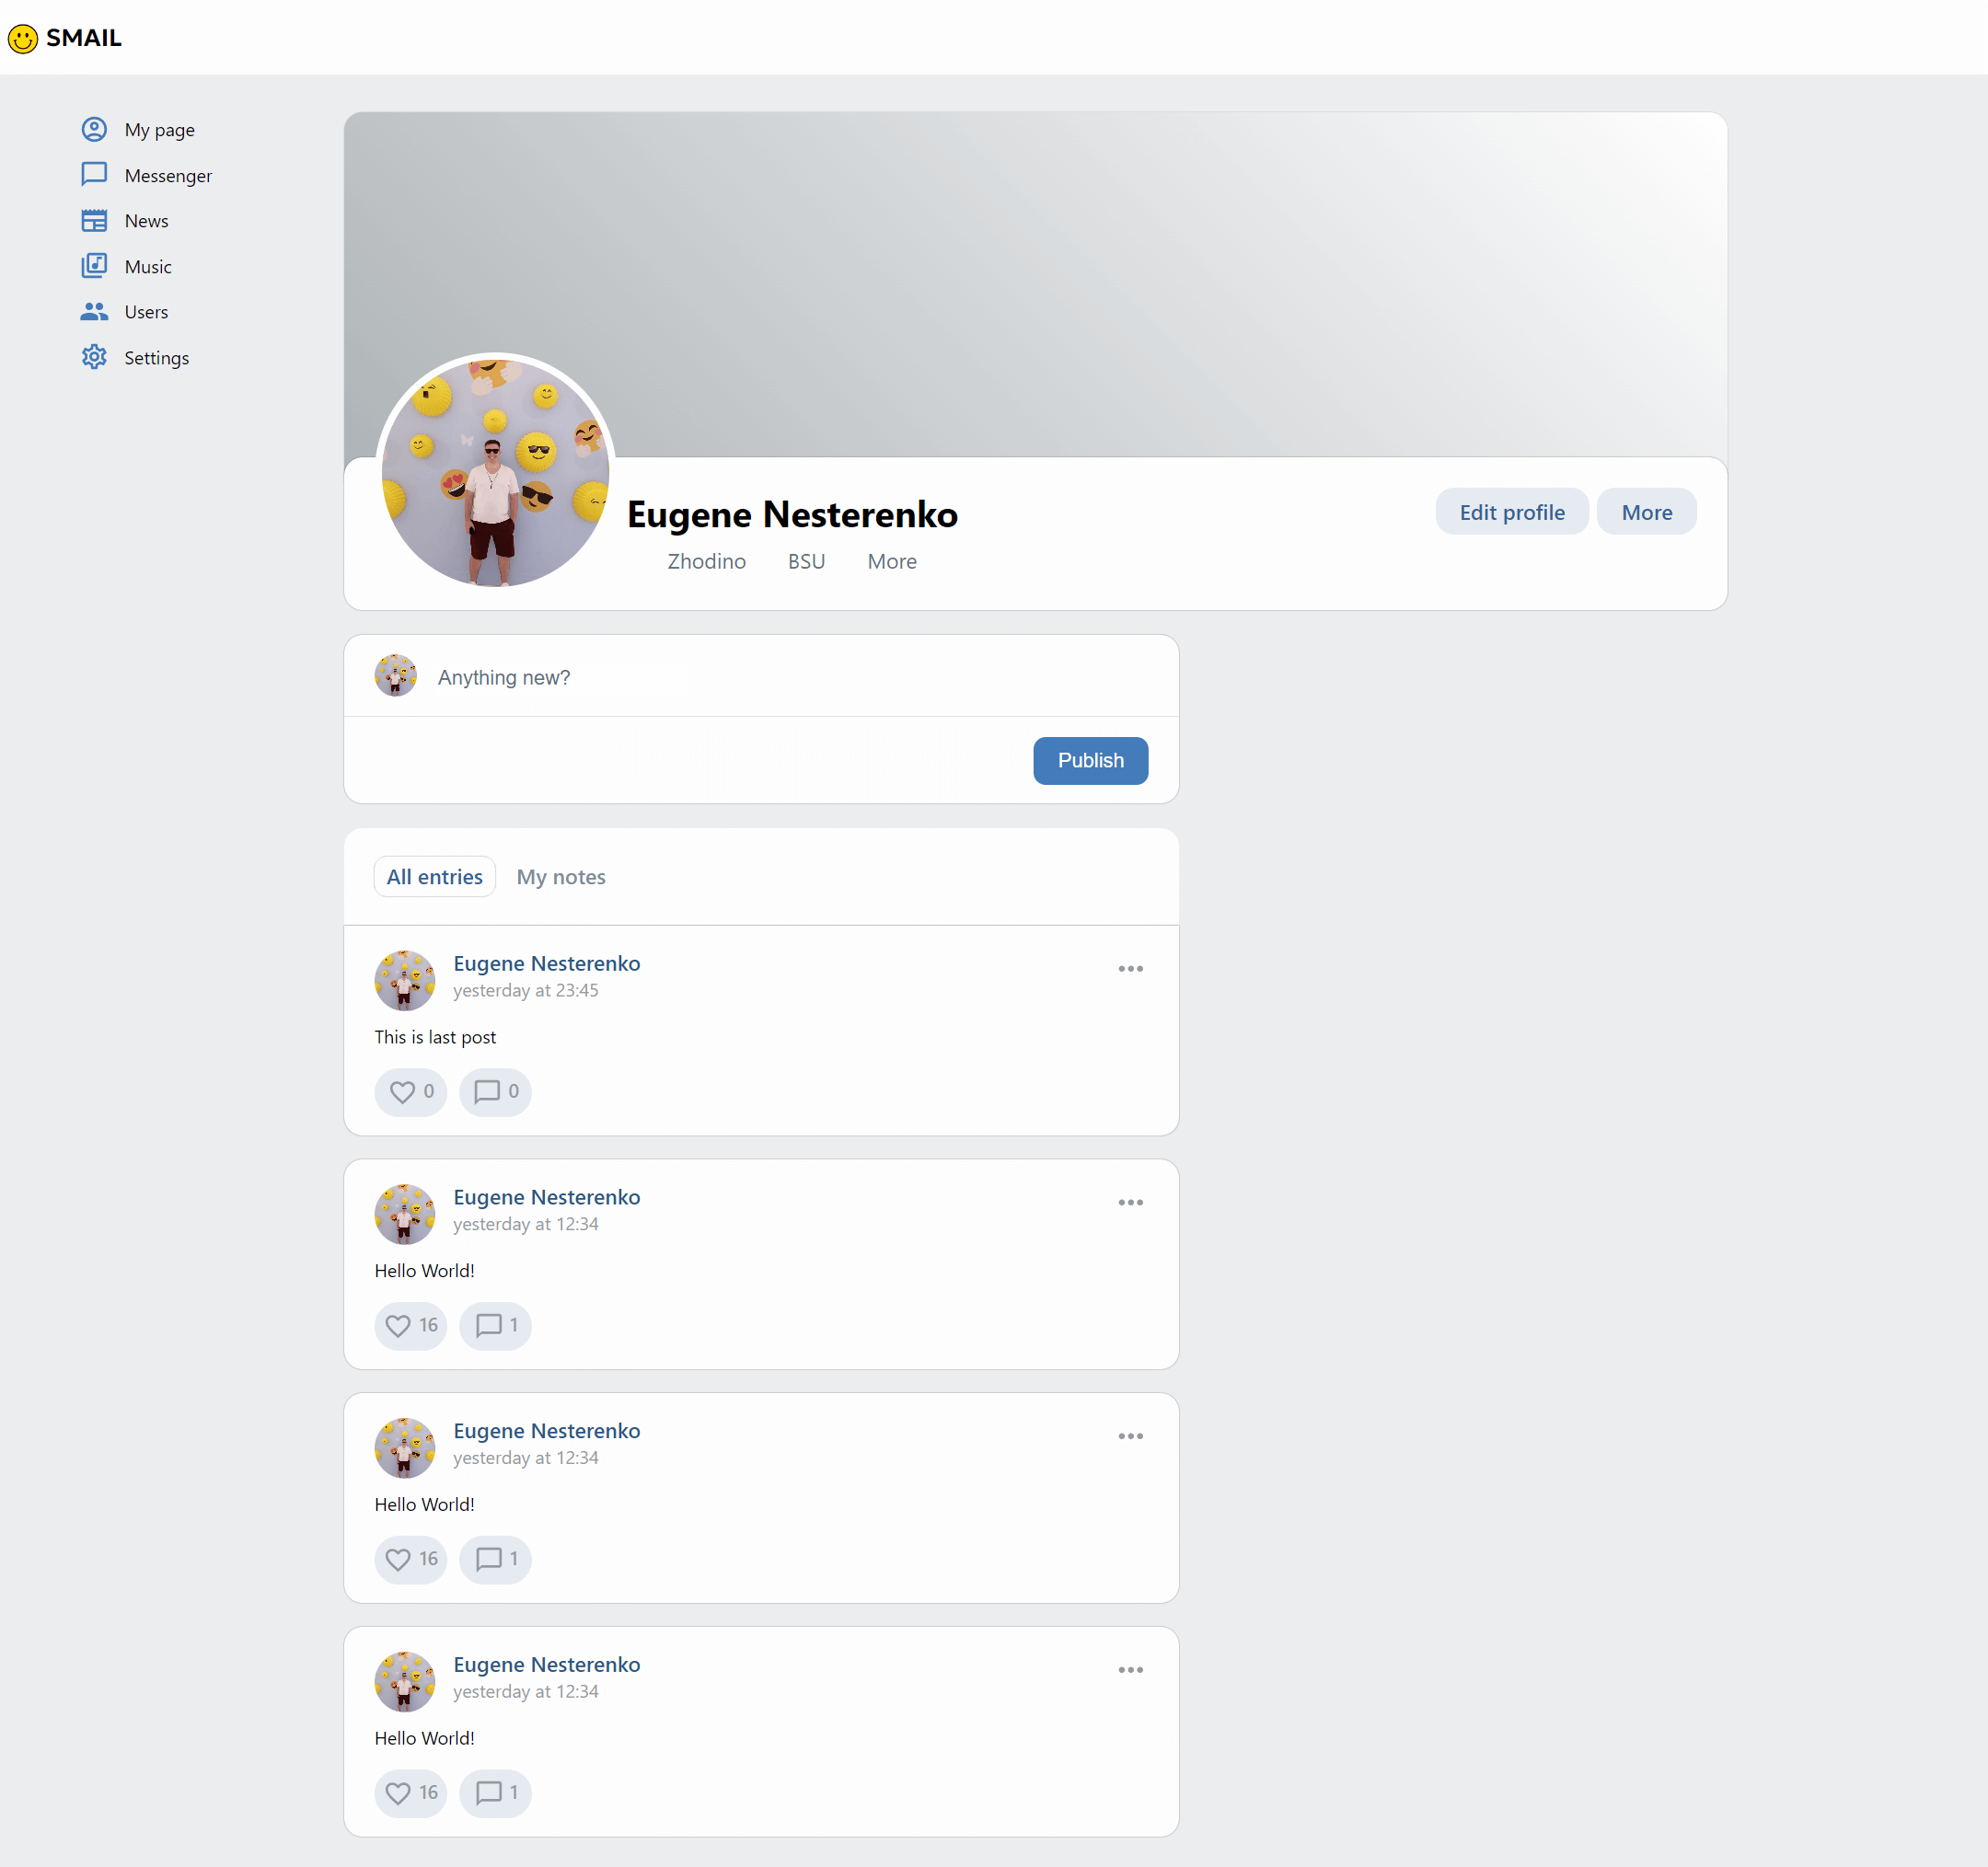 SMAIL
My page
Messenger
News
Music
Users
Settings
Eugene Nesterenko
Zhodino BSU More
Edit profile More
Anything new?
Publish
All entries My notes
Eugene Nesterenko
yesterday at 23:45
This is last post
0 0
Eugene Nesterenko
yesterday at 12:34
Hello World!
16 1
Eugene Nesterenko
yesterday at 12:34
Hello World!
16 1
Eugene Nesterenko
yesterday at 12:34
Hello World!
16 1